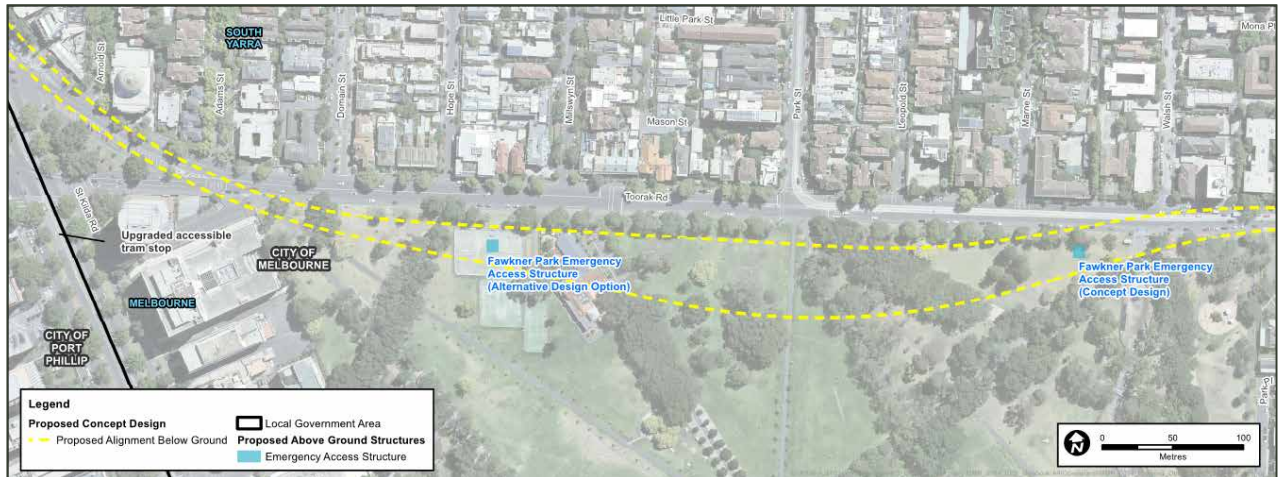 Little Park St
Mona P
SOUTH
YARRA
Arnold St
Adams St
Domain St
Hope St
Millswyn St
Mason St
Park St
Leopold St
Marne St
Walsh St
Toorak Rd
St Kilda Rd
Upgraded accessible
tram stop
CITY OF
MELBOURNE
Fawkner Park Emergency
Access Structure
(Alternative Design Option)
Fawkner Park Emergency
Access Structure
(Concept Design)
MELBOURNE
CITY OF
PORT
PHILLIP
Park Pl
Legend
Proposed Concept Design
Proposed Alignment Below Ground
Local Government Area
Proposed Above Ground Structures
Emergency Access Structure
N
0 50 100
Metres